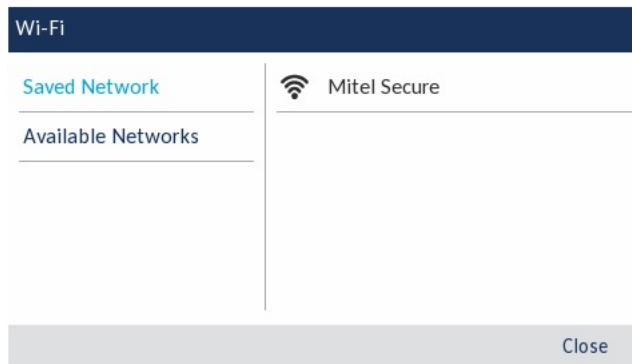 Wi-Fi
Saved Network
Available Networks
Mitel Secure
Close